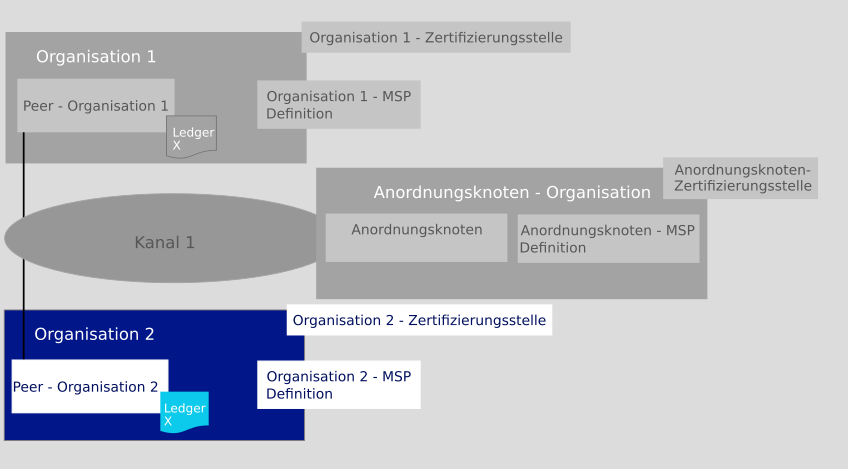 Organisation 1 - Zertifizierungsstelle
Organisation 1
Peer - Organisation 1
Organisation 1 - MSP
Definition
Ledger
X
Anordnungsknoten-
Zertifizierungsstelle
Anordnungsknoten - Organisation
Anordnungsknoten
Anordnungsknoten - MSP
Definition
Kanal 1
Organisation 2 - Zertifizierungsstelle
Organisation 2
Peer - Organisation 2
Organisation 2 - MSP
Definition
Ledger
X